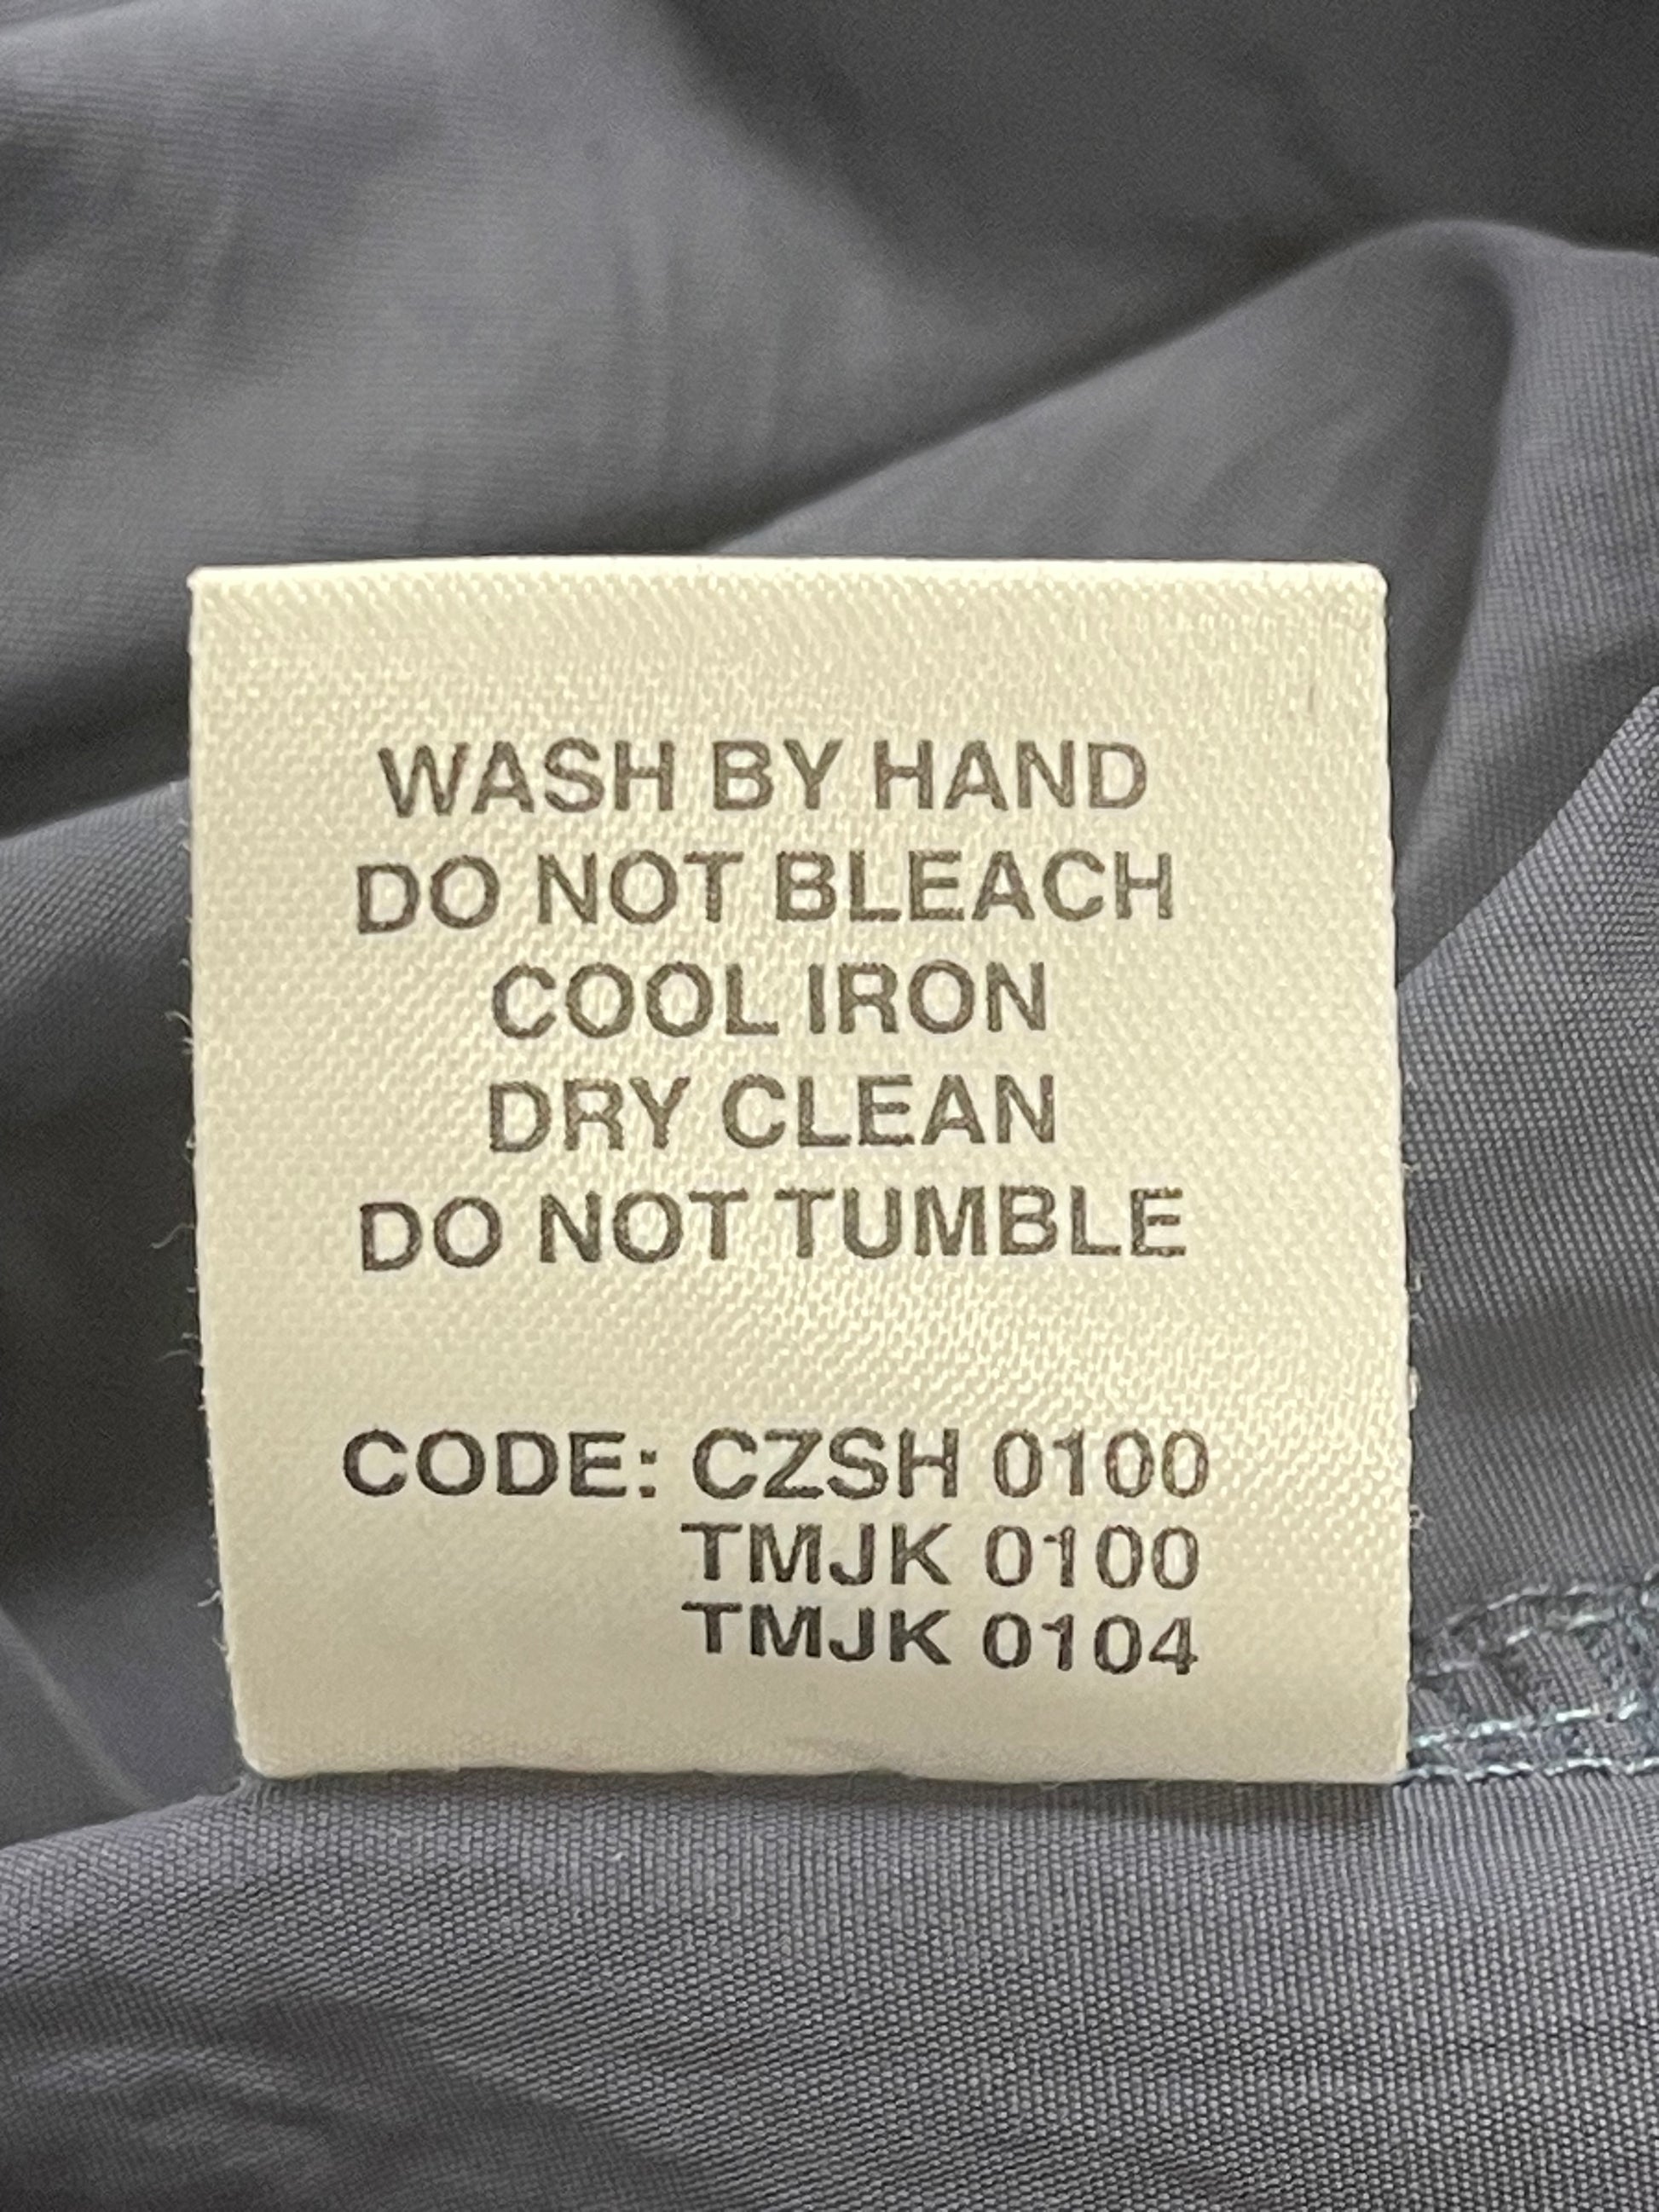 WASH BY HAND
DO NOT BLEACH
COOL IRON
DRY CLEAN
DO NOT TUMBLE
CODE: CZSH 0100
TMJK 0100
TMJK 0104